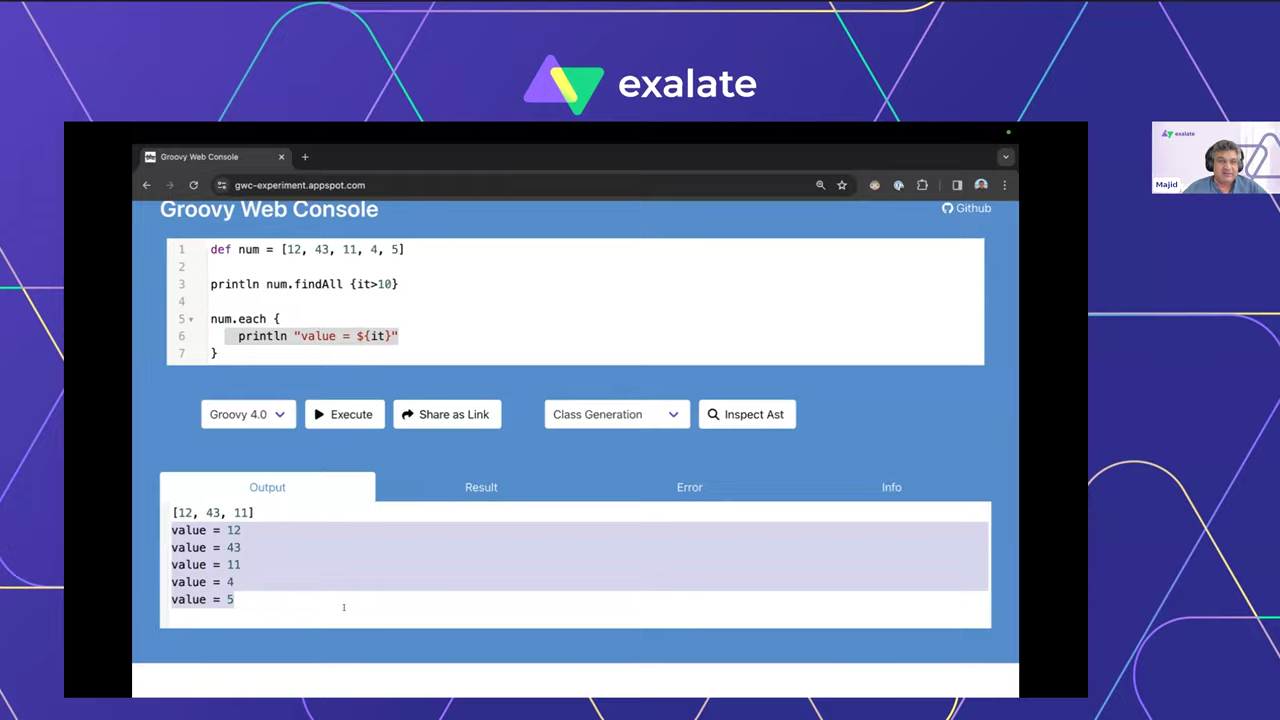 exalate
exalate
Majid
Groovy Web Console
gwc-experiment.appspot.com
Groovy Web Console
Github
1 def num = [12, 43, 11, 4, 5]
2
3 println num.findAll {it>10}
4
5 num.each {
6 println "value = ${it}"
7 }
Groovy 4.0 Execute Share as Link Class Generation Inspect Ast
Output Result Error Info
[12, 43, 11]
value = 12
value = 43
value = 11
value = 4
value = 5